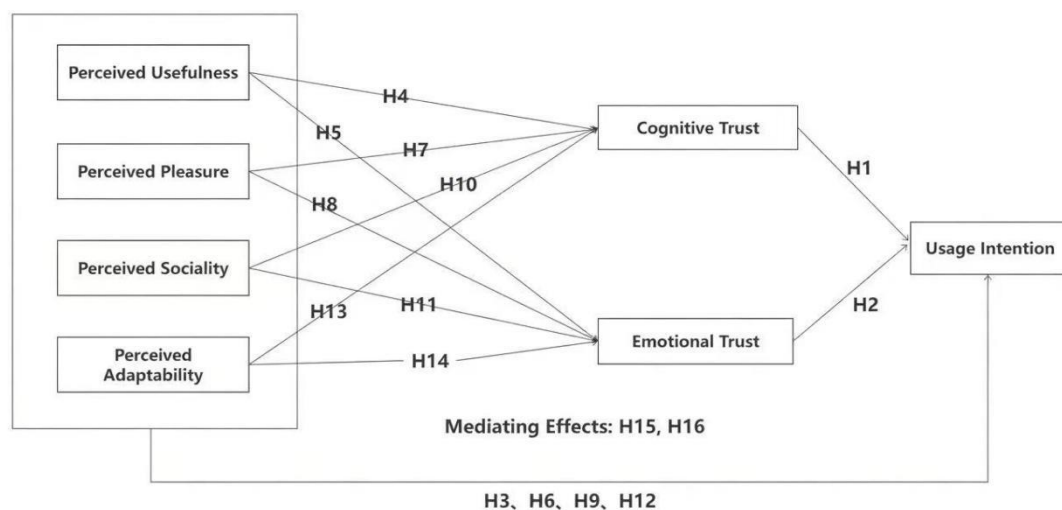 Perceived Usefulness
H4
Cognitive Trust
H5
Perceived Pleasure
H7
H1
H10
H8
Usage Intention
Perceived Sociality
H11
H13
H2
Emotional Trust
Perceived
Adaptability
H14
Mediating Effects: H15, H16
H3、H6、H9、H12